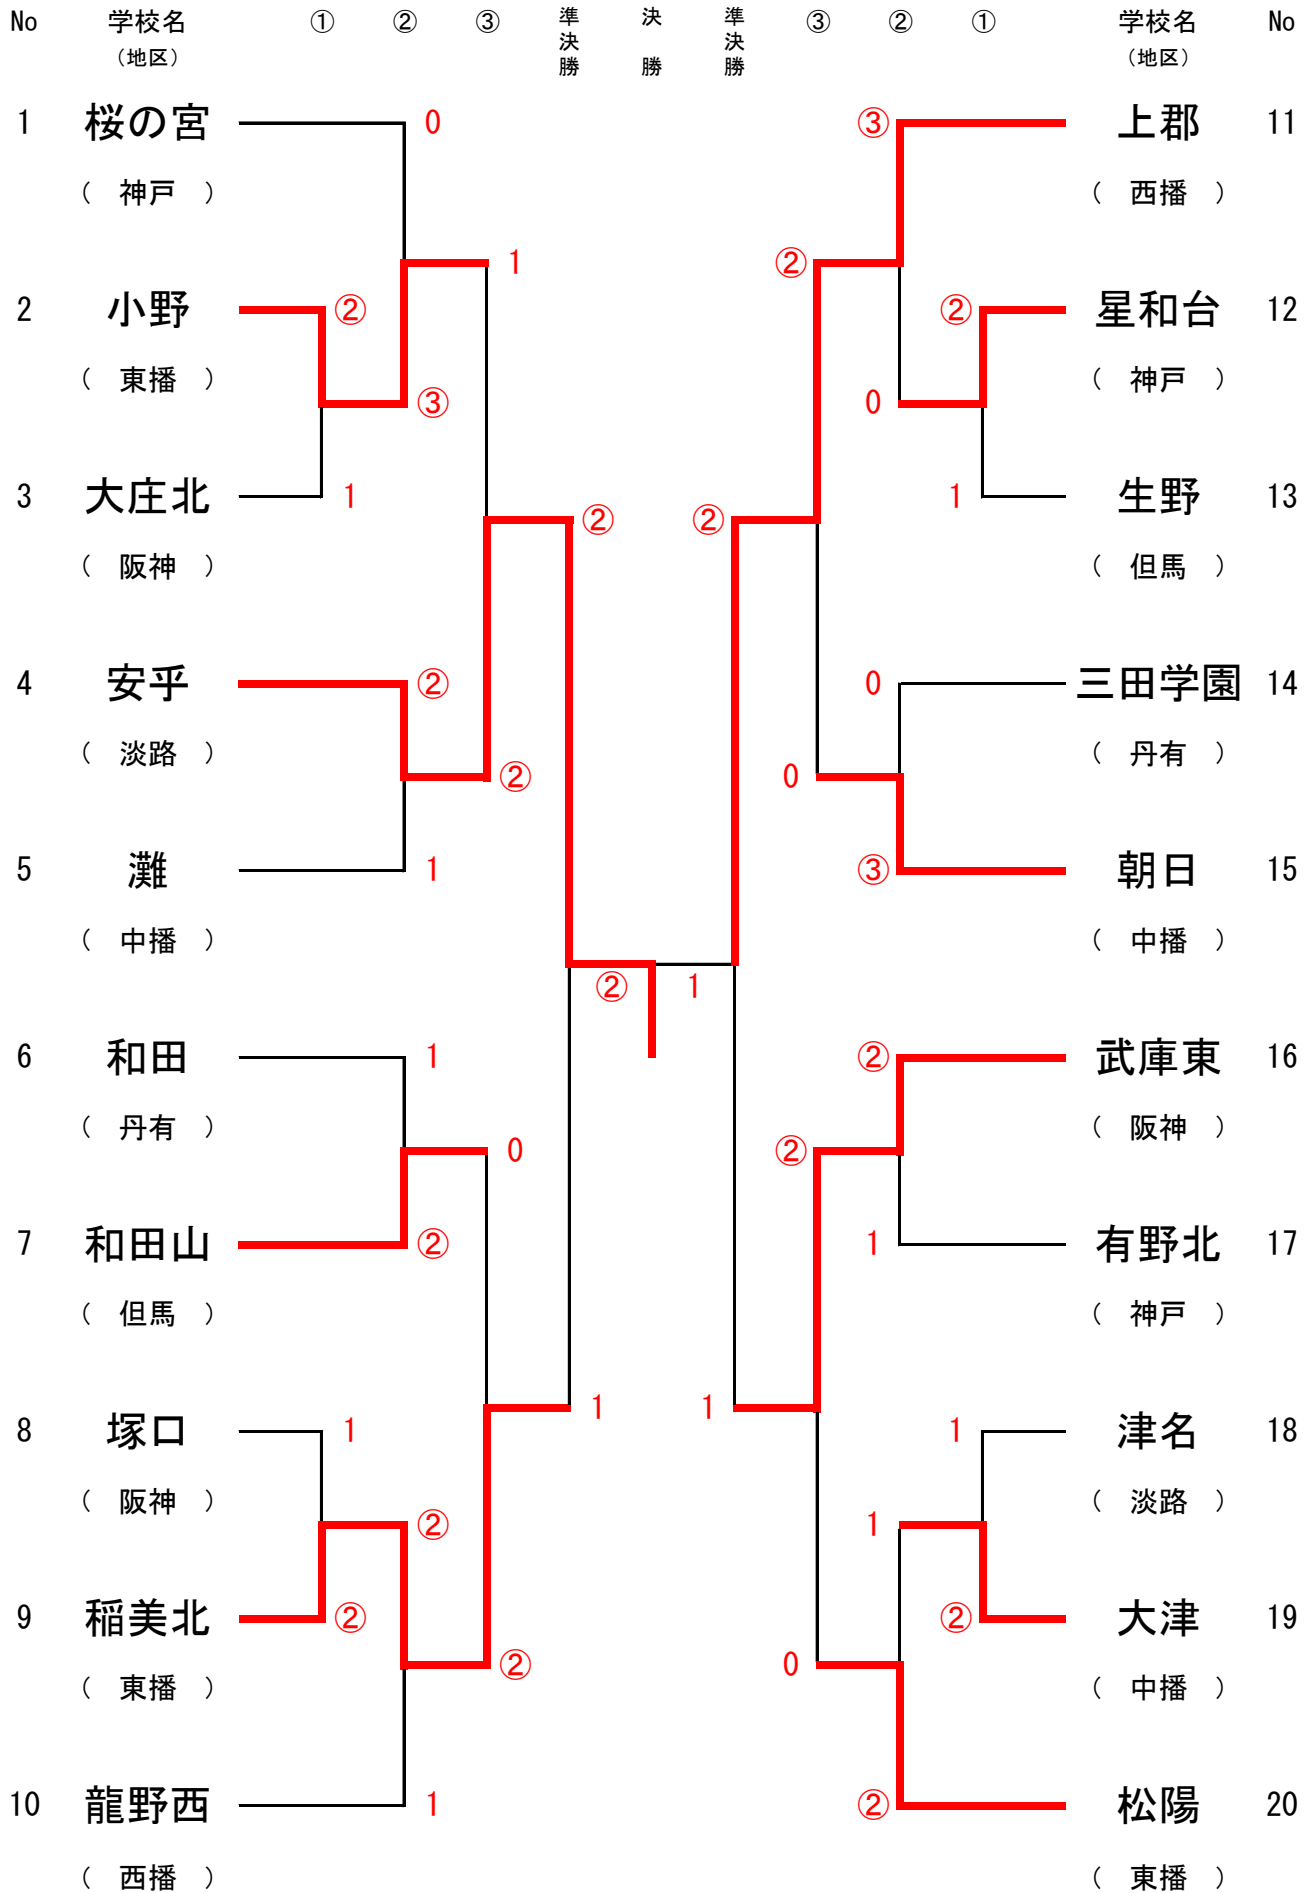 No 学校名 ① ② ③ 準決勝 決勝 準決勝 ③ ② ① 学校名 No
（地区） （地区）
1 桜の宮 0 ③ 上郡 11
（ 神戸 ） （ 西播 ）
1 ②
2 小野 ② ② 星和台 12
（ 東播 ） （ 神戸 ）
③ 0
3 大庄北 1 1 生野 13
② ②
（ 阪神 ） （ 但馬 ）
4 安乎 ② 0 三田学園 14
（ 淡路 ） （ 丹有 ）
② 0
5 灘 1 ③ 朝日 15
（ 中播 ） （ 中播 ）
② 1
6 和田 1 ② 武庫東 16
（ 丹有 ） （ 阪神 ）
0 ②
7 和田山 ② 1 有野北 17
（ 但馬 ） （ 神戸 ）
1 1
8 塚口 1 1 津名 18
（ 阪神 ） （ 淡路 ）
② 1
9 稲美北 ② ② 大津 19
② 0
（ 東播 ） （ 中播 ）
10 龍野西 1 ② 松陽 20
（ 西播 ） （ 東播 ）